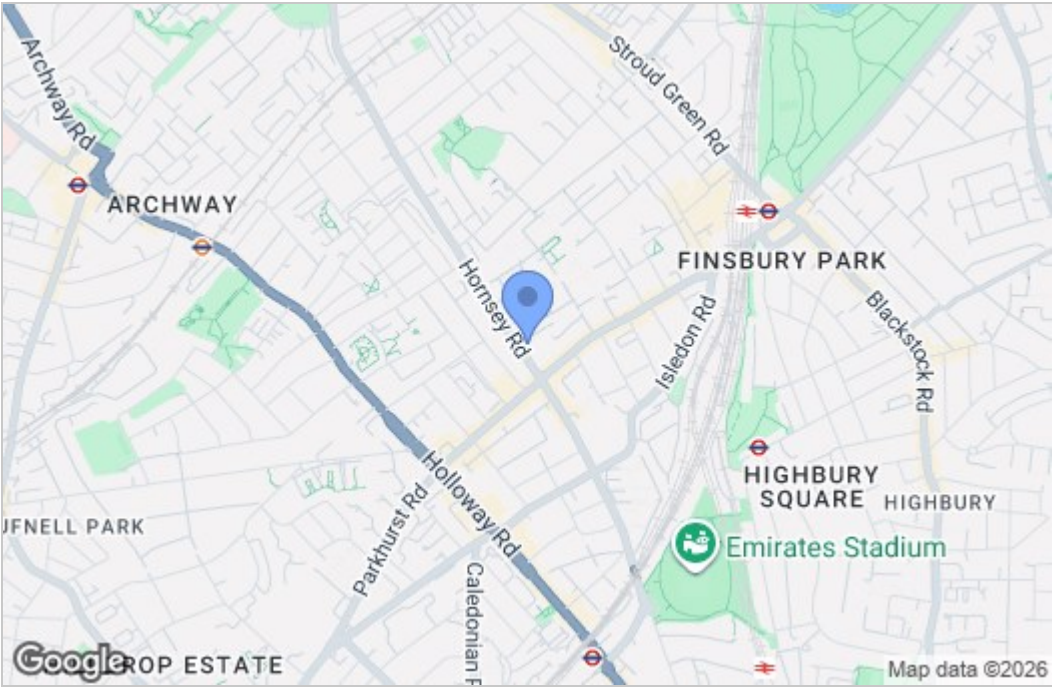 Archway Rd
Stroud Green Rd
ARCHWAY
FINSBURY PARK
Hornsey Rd
Isledon Rd
Blackstock Rd
Holloway Rd
HIGHBURY
SQUARE
HIGHBURY
UFNELL PARK
Parkhurst Rd
Emirates Stadium
Caledonian R
Google
ROP ESTATE
Map data ©2026